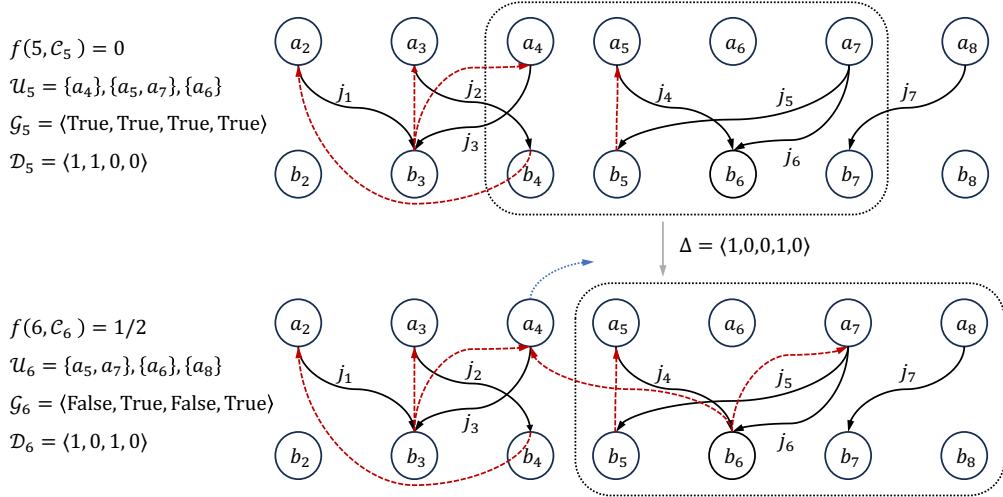 a₂ a₃ a₄ a₅ a₆ a₇ a₈
f(5, 𝒞₅) = 0
𝒰₅ = {a₄}, {a₅, a₇}, {a₆}
j₁ j₂ j₄ j₅ j₇
𝒢₅ = ⟨True, True, True, True⟩
j₃ j₆
𝒟₅ = ⟨1, 1, 0, 0⟩
b₂ b₃ b₄ b₅ b₆ b₇ b₈
Δ = ⟨1,0,0,1,0⟩
a₂ a₃ a₄ a₅ a₆ a₇ a₈
f(6, 𝒞₆) = 1/2
𝒰₆ = {a₅, a₇}, {a₆}, {a₈}
j₁ j₂ j₄ j₅ j₇
𝒢₆ = ⟨False, True, False, True⟩
j₃ j₆
𝒟₆ = ⟨1, 0, 1, 0⟩
b₂ b₃ b₄ b₅ b₆ b₇ b₈